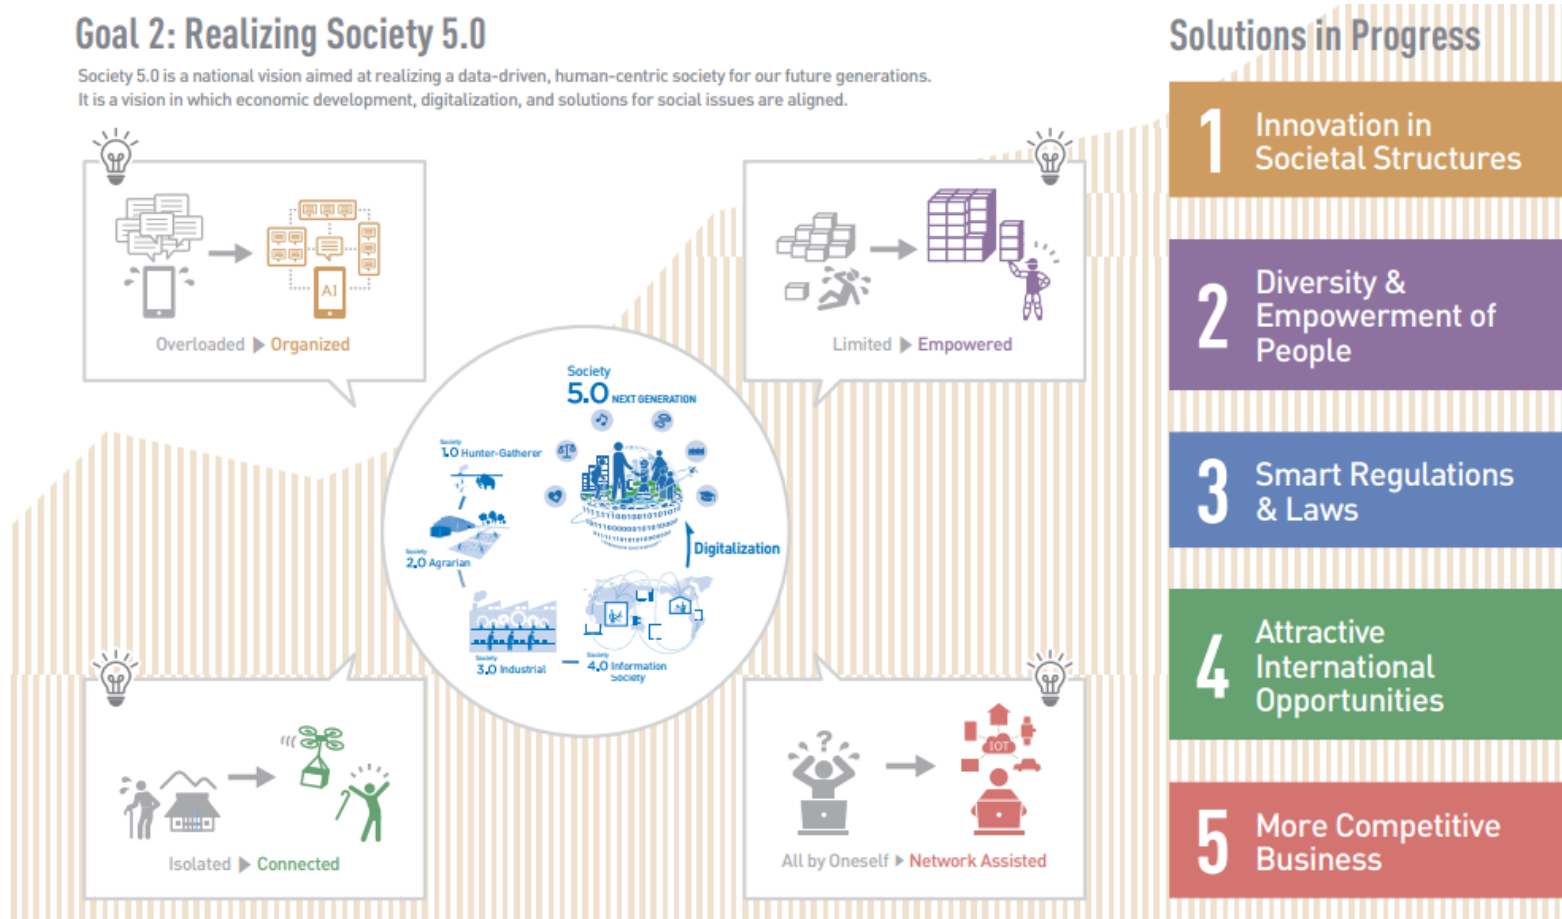 Goal 2: Realizing Society 5.0
Society 5.0 is a national vision aimed at realizing a data-driven, human-centric society for our future generations.
It is a vision in which economic development, digitalization, and solutions for social issues are aligned.
AI
Overloaded ▶ Organized
Limited ▶ Empowered
Society
5.0 NEXT GENERATION
Society
1.0 Hunter-Gatherer
Society
2.0 Agrarian
Society
3.0 Industrial
Society
4.0 Information
Society
Digitalization
Isolated ▶ Connected
IOT
All by Oneself ▶ Network Assisted
Solutions in Progress
1 Innovation in
Societal Structures
2 Diversity &
Empowerment of
People
3 Smart Regulations
& Laws
4 Attractive
International
Opportunities
5 More Competitive
Business